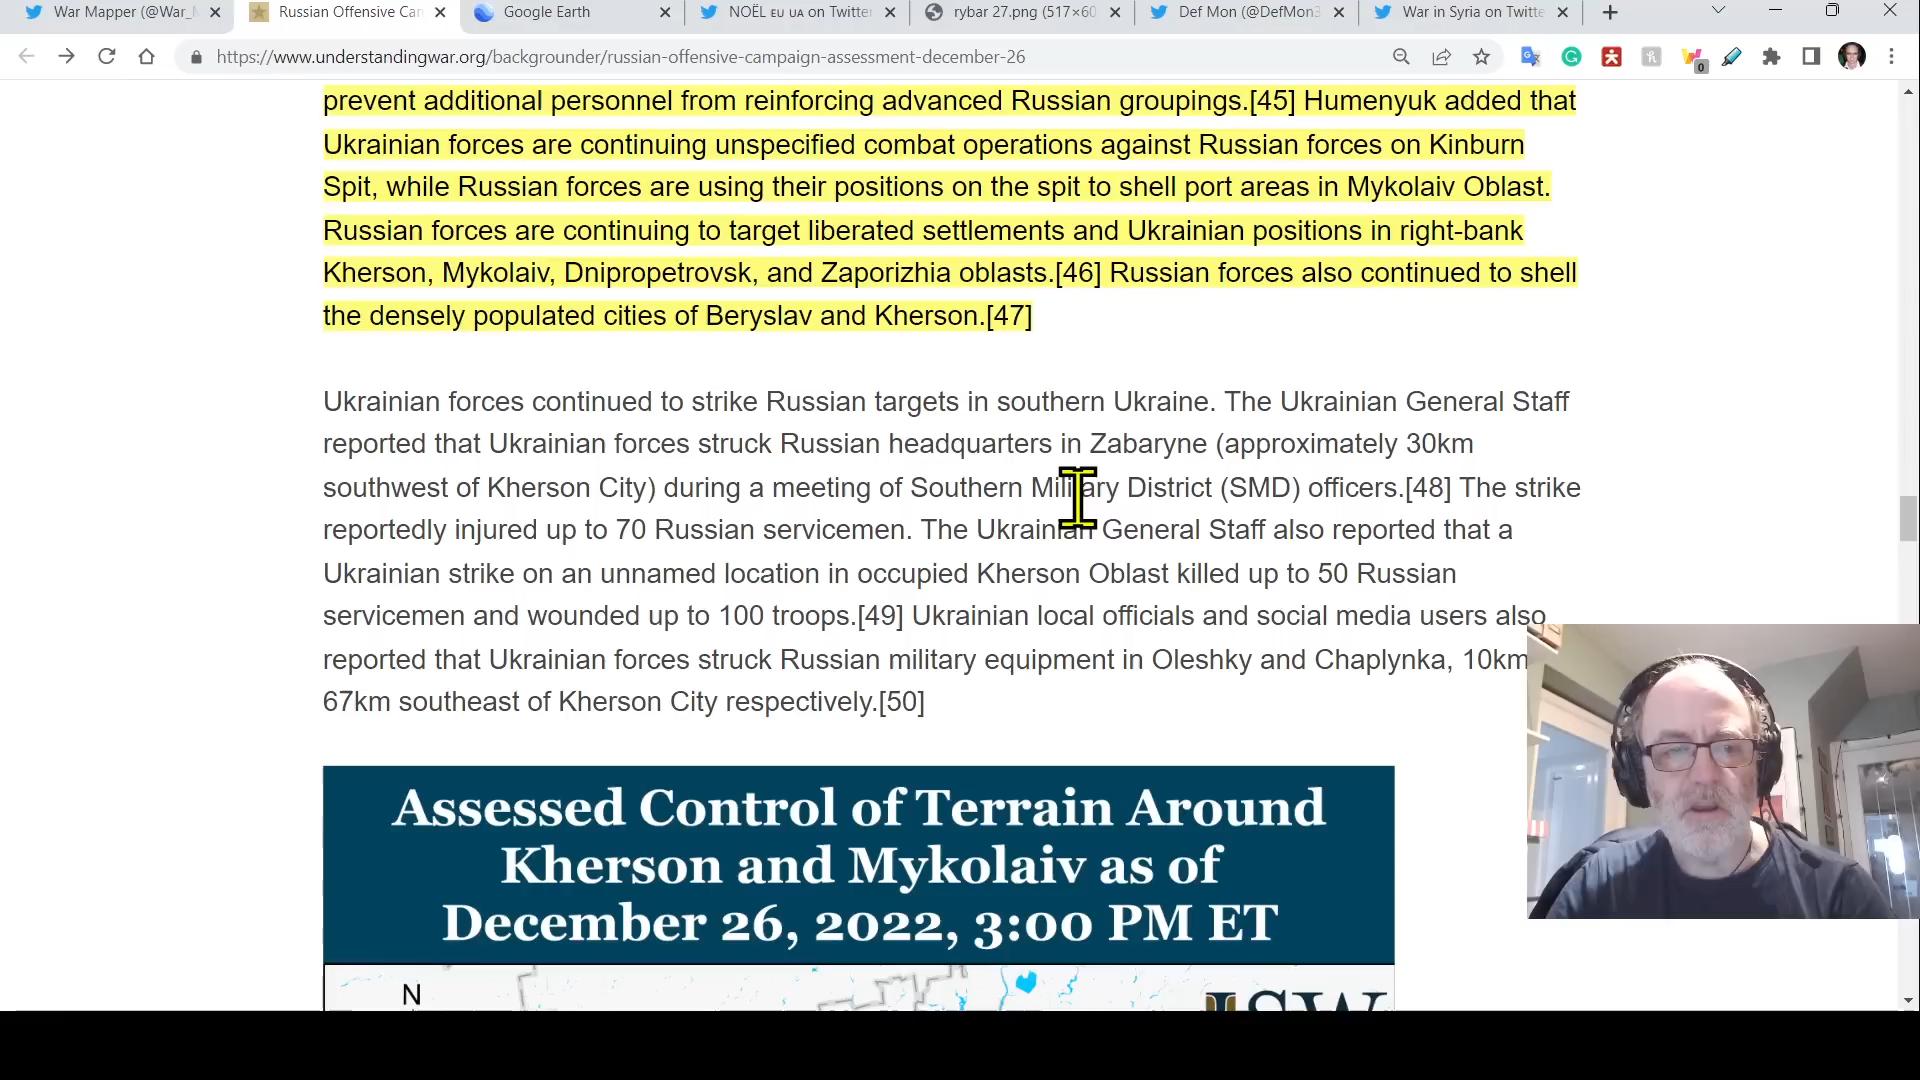 War Mapper (@War_
Russian Offensive Car
Google Earth
NOËL EU UA on Twitte
rybar 27.png (517×60
Def Mon (@DefMon3
War in Syria on Twitte
https://www.understandingwar.org/backgrounder/russian-offensive-campaign-assessment-december-26
0
prevent additional personnel from reinforcing advanced Russian groupings.[45] Humenyuk added that
Ukrainian forces are continuing unspecified combat operations against Russian forces on Kinburn
Spit, while Russian forces are using their positions on the spit to shell port areas in Mykolaiv Oblast.
Russian forces are continuing to target liberated settlements and Ukrainian positions in right-bank
Kherson, Mykolaiv, Dnipropetrovsk, and Zaporizhia oblasts.[46] Russian forces also continued to shell
the densely populated cities of Beryslav and Kherson.[47]
Ukrainian forces continued to strike Russian targets in southern Ukraine. The Ukrainian General Staff
reported that Ukrainian forces struck Russian headquarters in Zabaryne (approximately 30km
southwest of Kherson City) during a meeting of Southern Military District (SMD) officers.[48] The strike
reportedly injured up to 70 Russian servicemen. The Ukrainian General Staff also reported that a
Ukrainian strike on an unnamed location in occupied Kherson Oblast killed up to 50 Russian
servicemen and wounded up to 100 troops.[49] Ukrainian local officials and social media users also
reported that Ukrainian forces struck Russian military equipment in Oleshky and Chaplynka, 10km
67km southeast of Kherson City respectively.[50]
Assessed Control of Terrain Around
Kherson and Mykolaiv as of
December 26, 2022, 3:00 PM ET
N
ISW